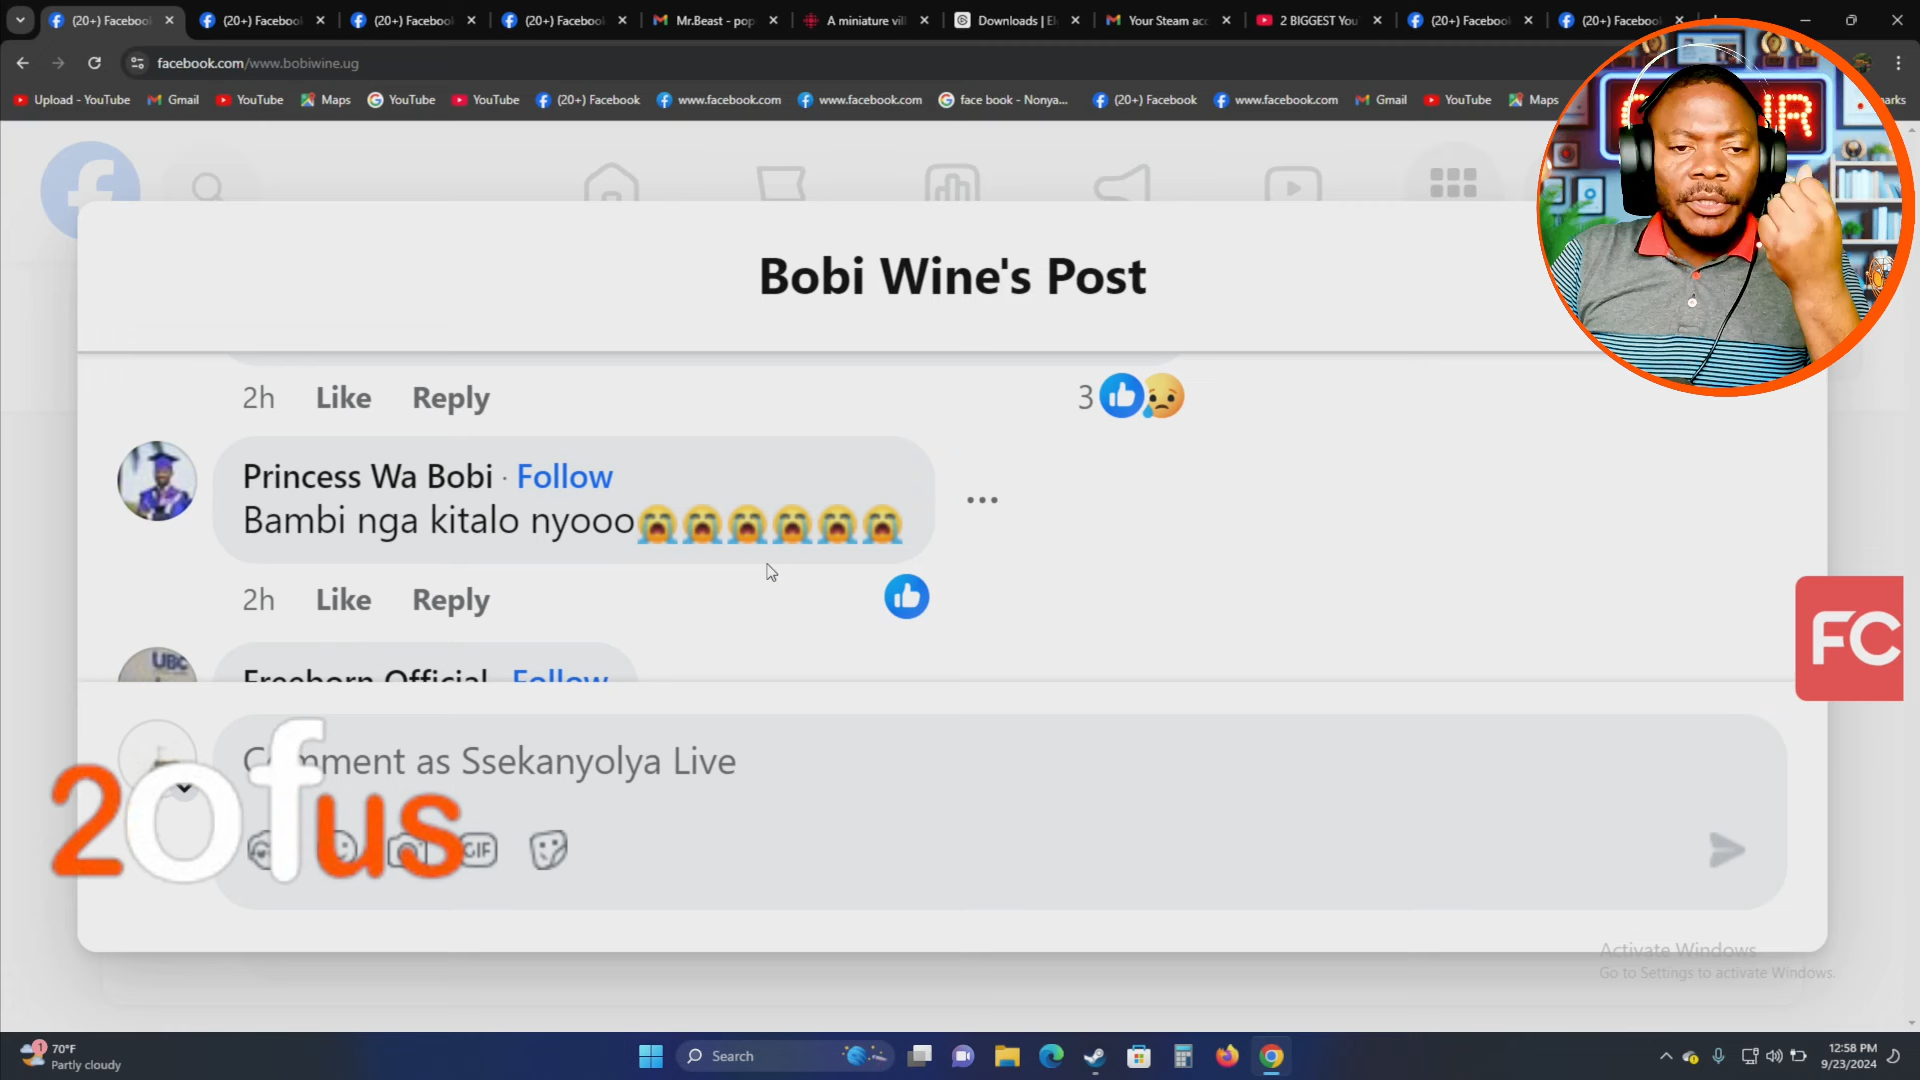 (20+) Facebook
(20+) Facebook
(20+) Facebook
(20+) Facebook
Mr.Beast - pop
A miniature vill
Downloads | El
Your Steam acc
2 BIGGEST You
(20+) Facebook
(20+) Facebook
facebook.com/www.bobiwine.ug
Upload - YouTube
Gmail
YouTube
Maps
YouTube
YouTube
(20+) Facebook
www.facebook.com
www.facebook.com
face book - Nonya...
(20+) Facebook
www.facebook.com
Gmail
YouTube
Maps
Bobi Wine's Post
2h Like Reply 3
Princess Wa Bobi · Follow
Bambi nga kitalo nyooo😭😭😭😭😭😭
2h Like Reply
Freeborn Official Follow
UBC
FC
Comment as Ssekanyolya Live
GIF
2ofus
Activate Windows
Go to Settings to activate Windows.
1
70°F
Partly cloudy
Search
12:58 PM
9/23/2024